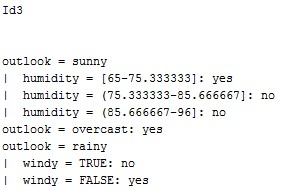 Id3
outlook = sunny
|  humidity = [65-75.333333]: yes
|  humidity = (75.333333-85.666667]: no
|  humidity = (85.666667-96]: no
outlook = overcast: yes
outlook = rainy
|  windy = TRUE: no
|  windy = FALSE: yes